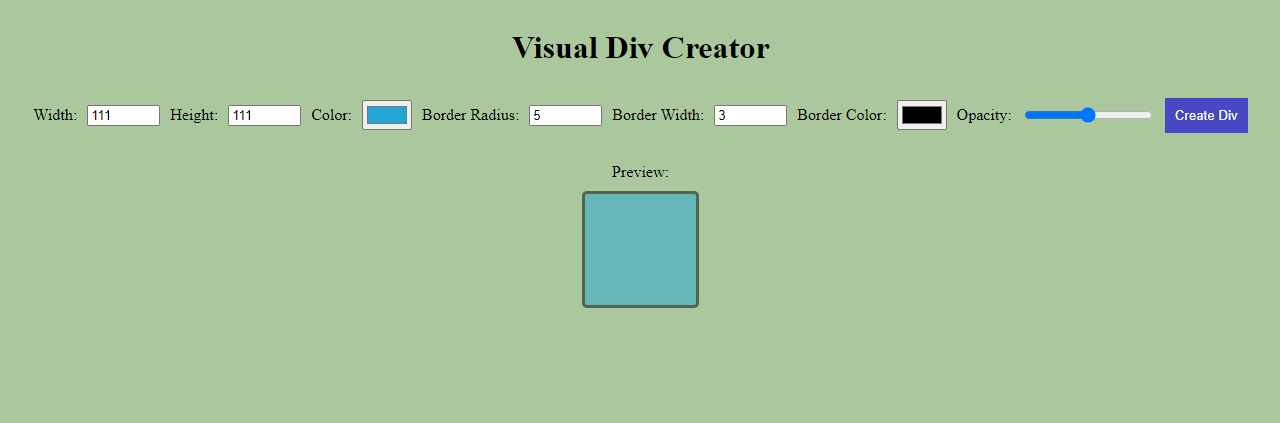 Visual Div Creator
Width: 111 Height: 111 Color: Border Radius: 5 Border Width: 3 Border Color: Opacity: Create Div
Preview: